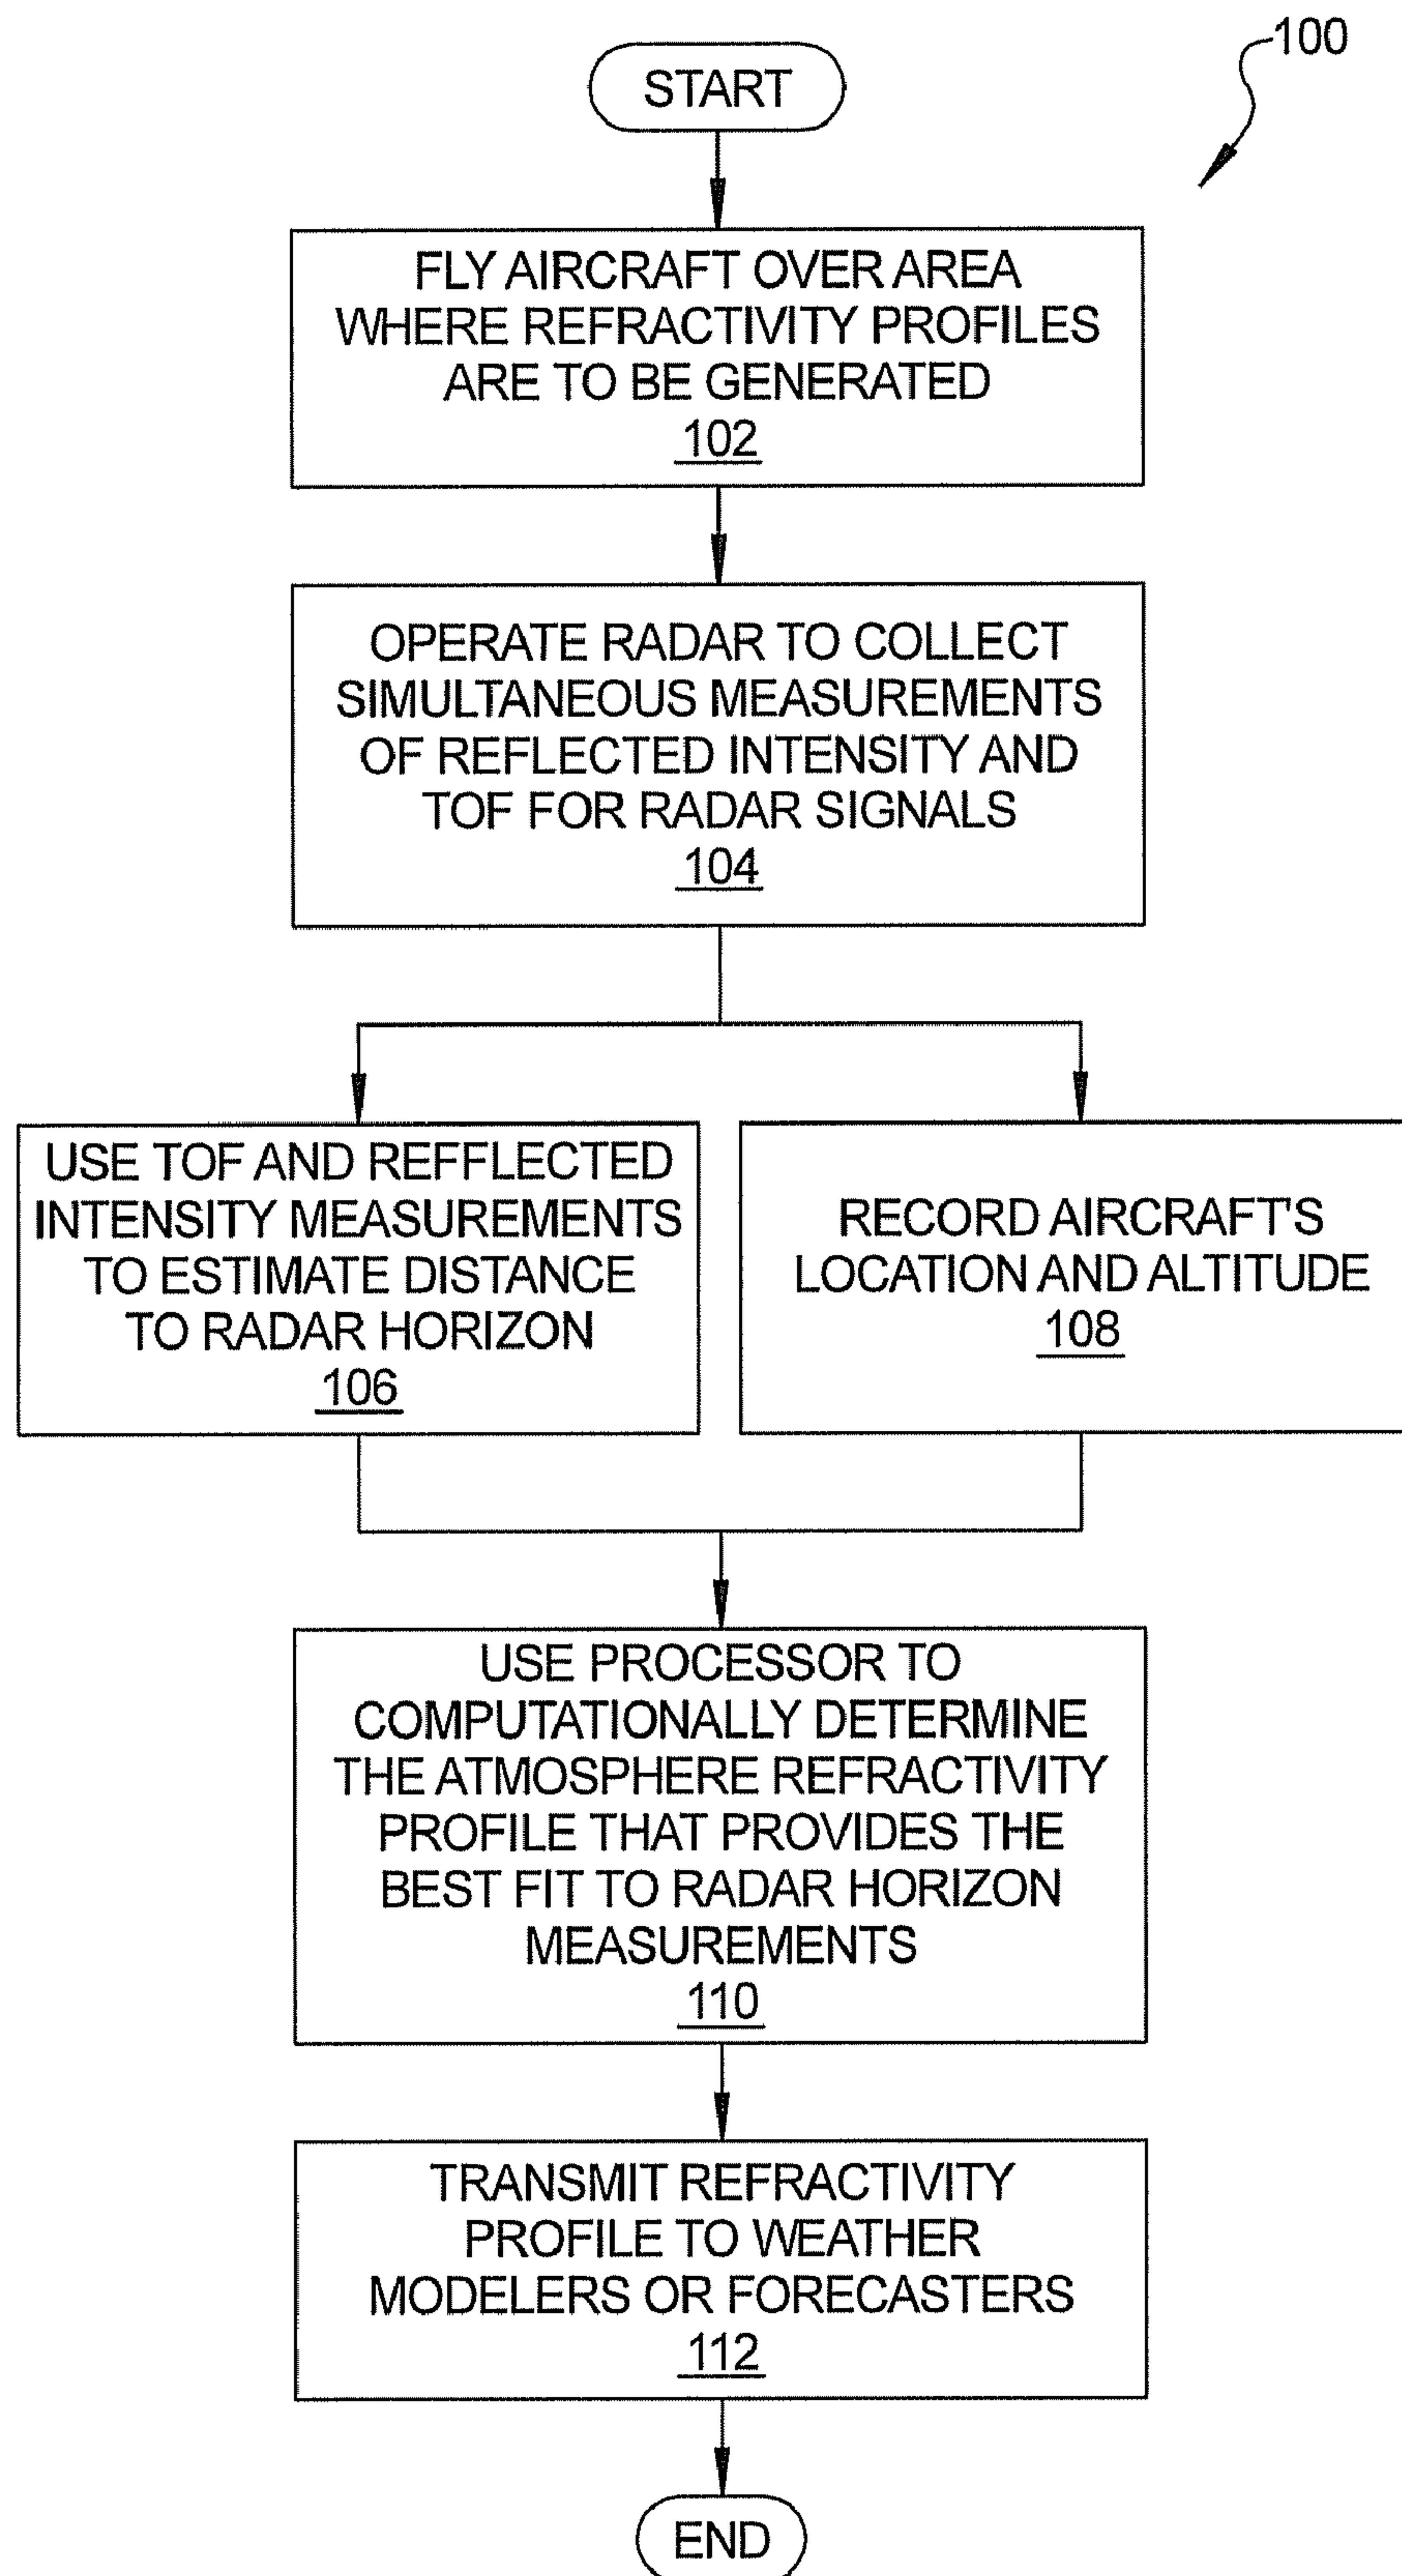 100
START
FLY AIRCRAFT OVER AREA
WHERE REFRACTIVITY PROFILES
ARE TO BE GENERATED
102
OPERATE RADAR TO COLLECT
SIMULTANEOUS MEASUREMENTS
OF REFLECTED INTENSITY AND
TOF FOR RADAR SIGNALS
104
USE TOF AND REFFLECTED
INTENSITY MEASUREMENTS
TO ESTIMATE DISTANCE
TO RADAR HORIZON
106
RECORD AIRCRAFT'S
LOCATION AND ALTITUDE
108
USE PROCESSOR TO
COMPUTATIONALLY DETERMINE
THE ATMOSPHERE REFRACTIVITY
PROFILE THAT PROVIDES THE
BEST FIT TO RADAR HORIZON
MEASUREMENTS
110
TRANSMIT REFRACTIVITY
PROFILE TO WEATHER
MODELERS OR FORECASTERS
112
END